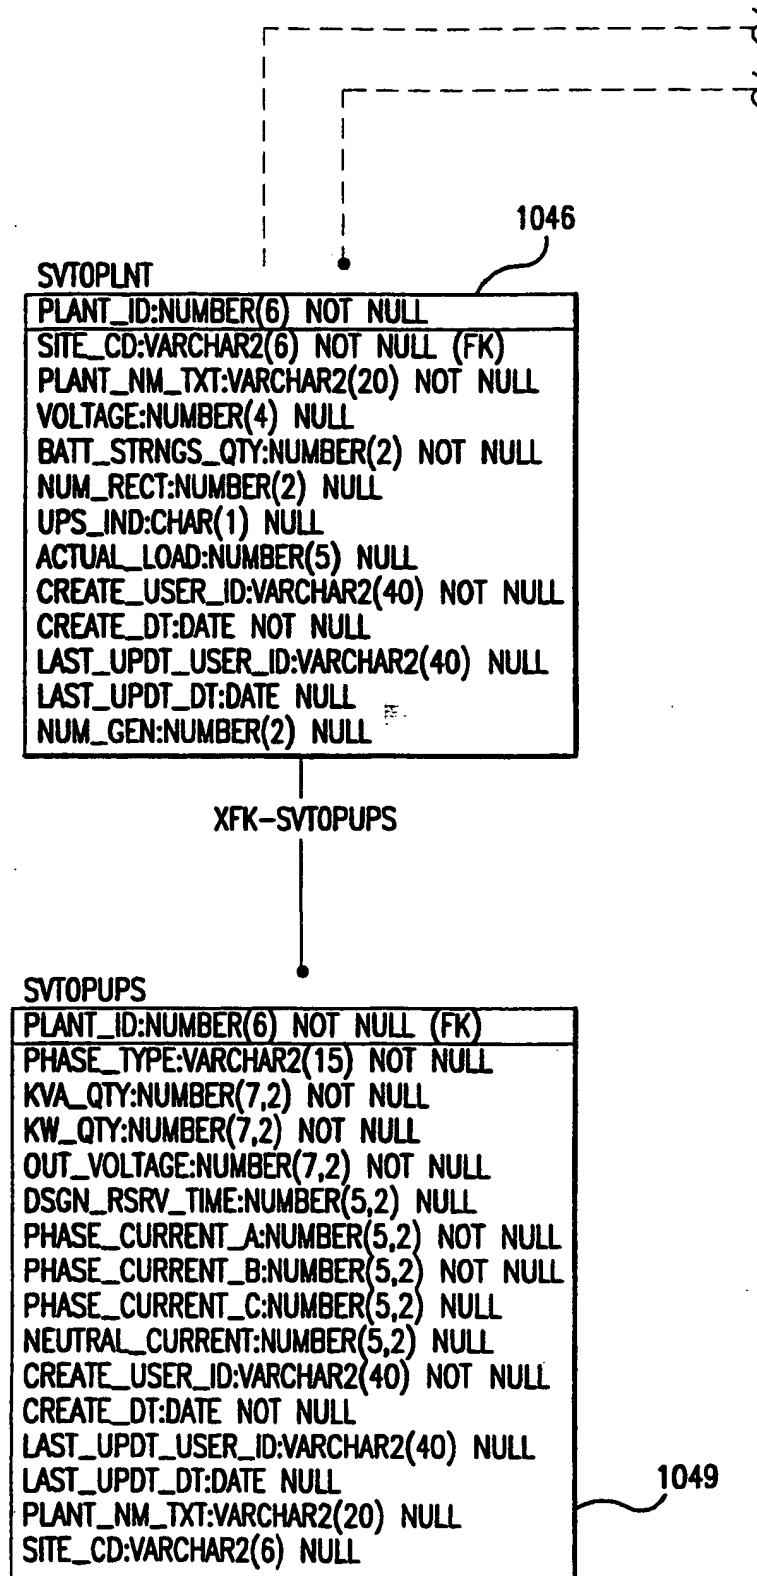 1046
SVTOPLNT
PLANT_ID:NUMBER(6) NOT NULL
SITE_CD:VARCHAR2(6) NOT NULL (FK)
PLANT_NM_TXT:VARCHAR2(20) NOT NULL
VOLTAGE:NUMBER(4) NULL
BATT_STRNGS_QTY:NUMBER(2) NOT NULL
NUM_RECT:NUMBER(2) NULL
UPS_IND:CHAR(1) NULL
ACTUAL_LOAD:NUMBER(5) NULL
CREATE_USER_ID:VARCHAR2(40) NOT NULL
CREATE_DT:DATE NOT NULL
LAST_UPDT_USER_ID:VARCHAR2(40) NULL
LAST_UPDT_DT:DATE NULL
NUM_GEN:NUMBER(2) NULL
XFK-SVTOPUPS
SVTOPUPS
PLANT_ID:NUMBER(6) NOT NULL (FK)
PHASE_TYPE:VARCHAR2(15) NOT NULL
KVA_QTY:NUMBER(7,2) NOT NULL
KW_QTY:NUMBER(7,2) NOT NULL
OUT_VOLTAGE:NUMBER(7,2) NOT NULL
DSGN_RSRV_TIME:NUMBER(5,2) NULL
PHASE_CURRENT_A:NUMBER(5,2) NOT NULL
PHASE_CURRENT_B:NUMBER(5,2) NOT NULL
PHASE_CURRENT_C:NUMBER(5,2) NULL
NEUTRAL_CURRENT:NUMBER(5,2) NULL
CREATE_USER_ID:VARCHAR2(40) NOT NULL
CREATE_DT:DATE NOT NULL
LAST_UPDT_USER_ID:VARCHAR2(40) NULL
LAST_UPDT_DT:DATE NULL
PLANT_NM_TXT:VARCHAR2(20) NULL
SITE_CD:VARCHAR2(6) NULL
1049